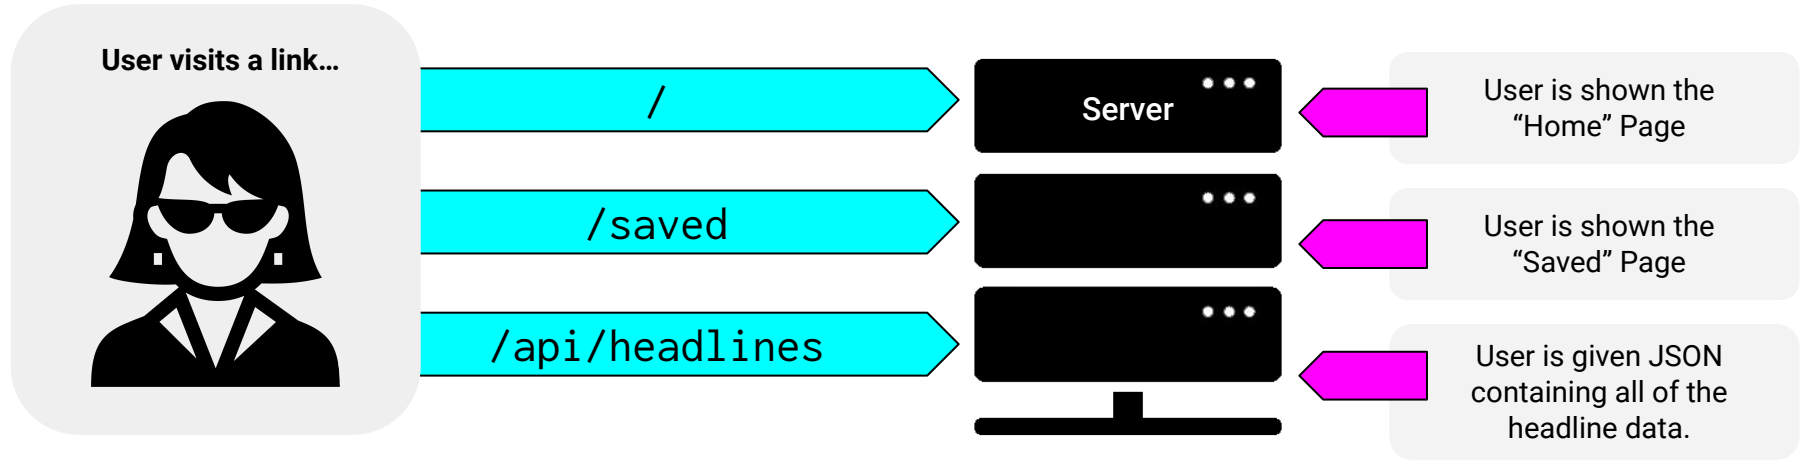 User visits a link…
/
/saved
/api/headlines
Server
User is shown the
“Home” Page
User is shown the
“Saved” Page
User is given JSON
containing all of the
headline data.